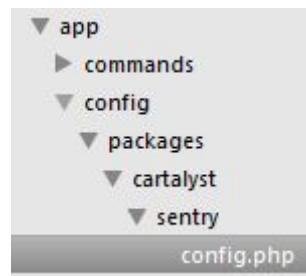 app
commands
config
packages
cartalyst
sentry
config.php